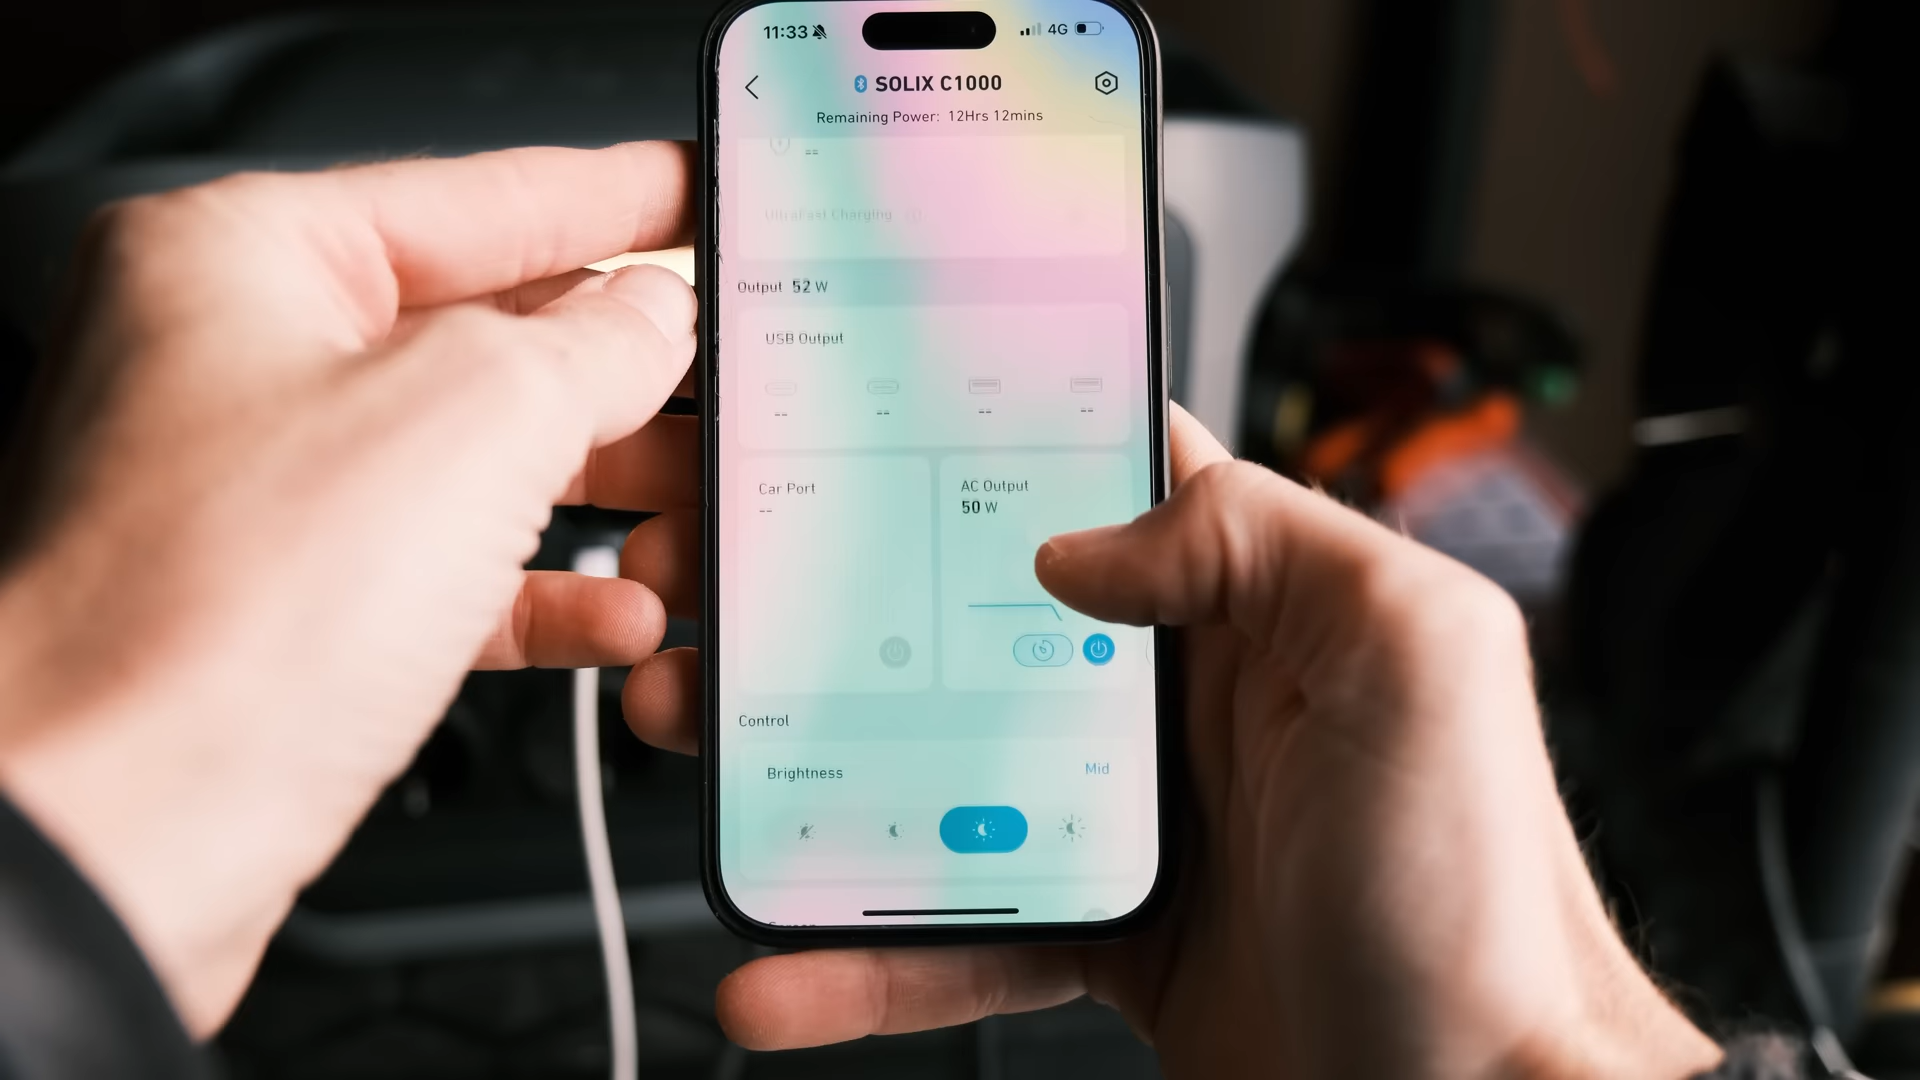 11:33
4G
SOLIX C1000
Remaining Power: 12Hrs 12mins
--
UltraFast Charging
Output 52 W
USB Output
-- -- -- --
Car Port
--
AC Output
50 W
Control
Brightness
Mid